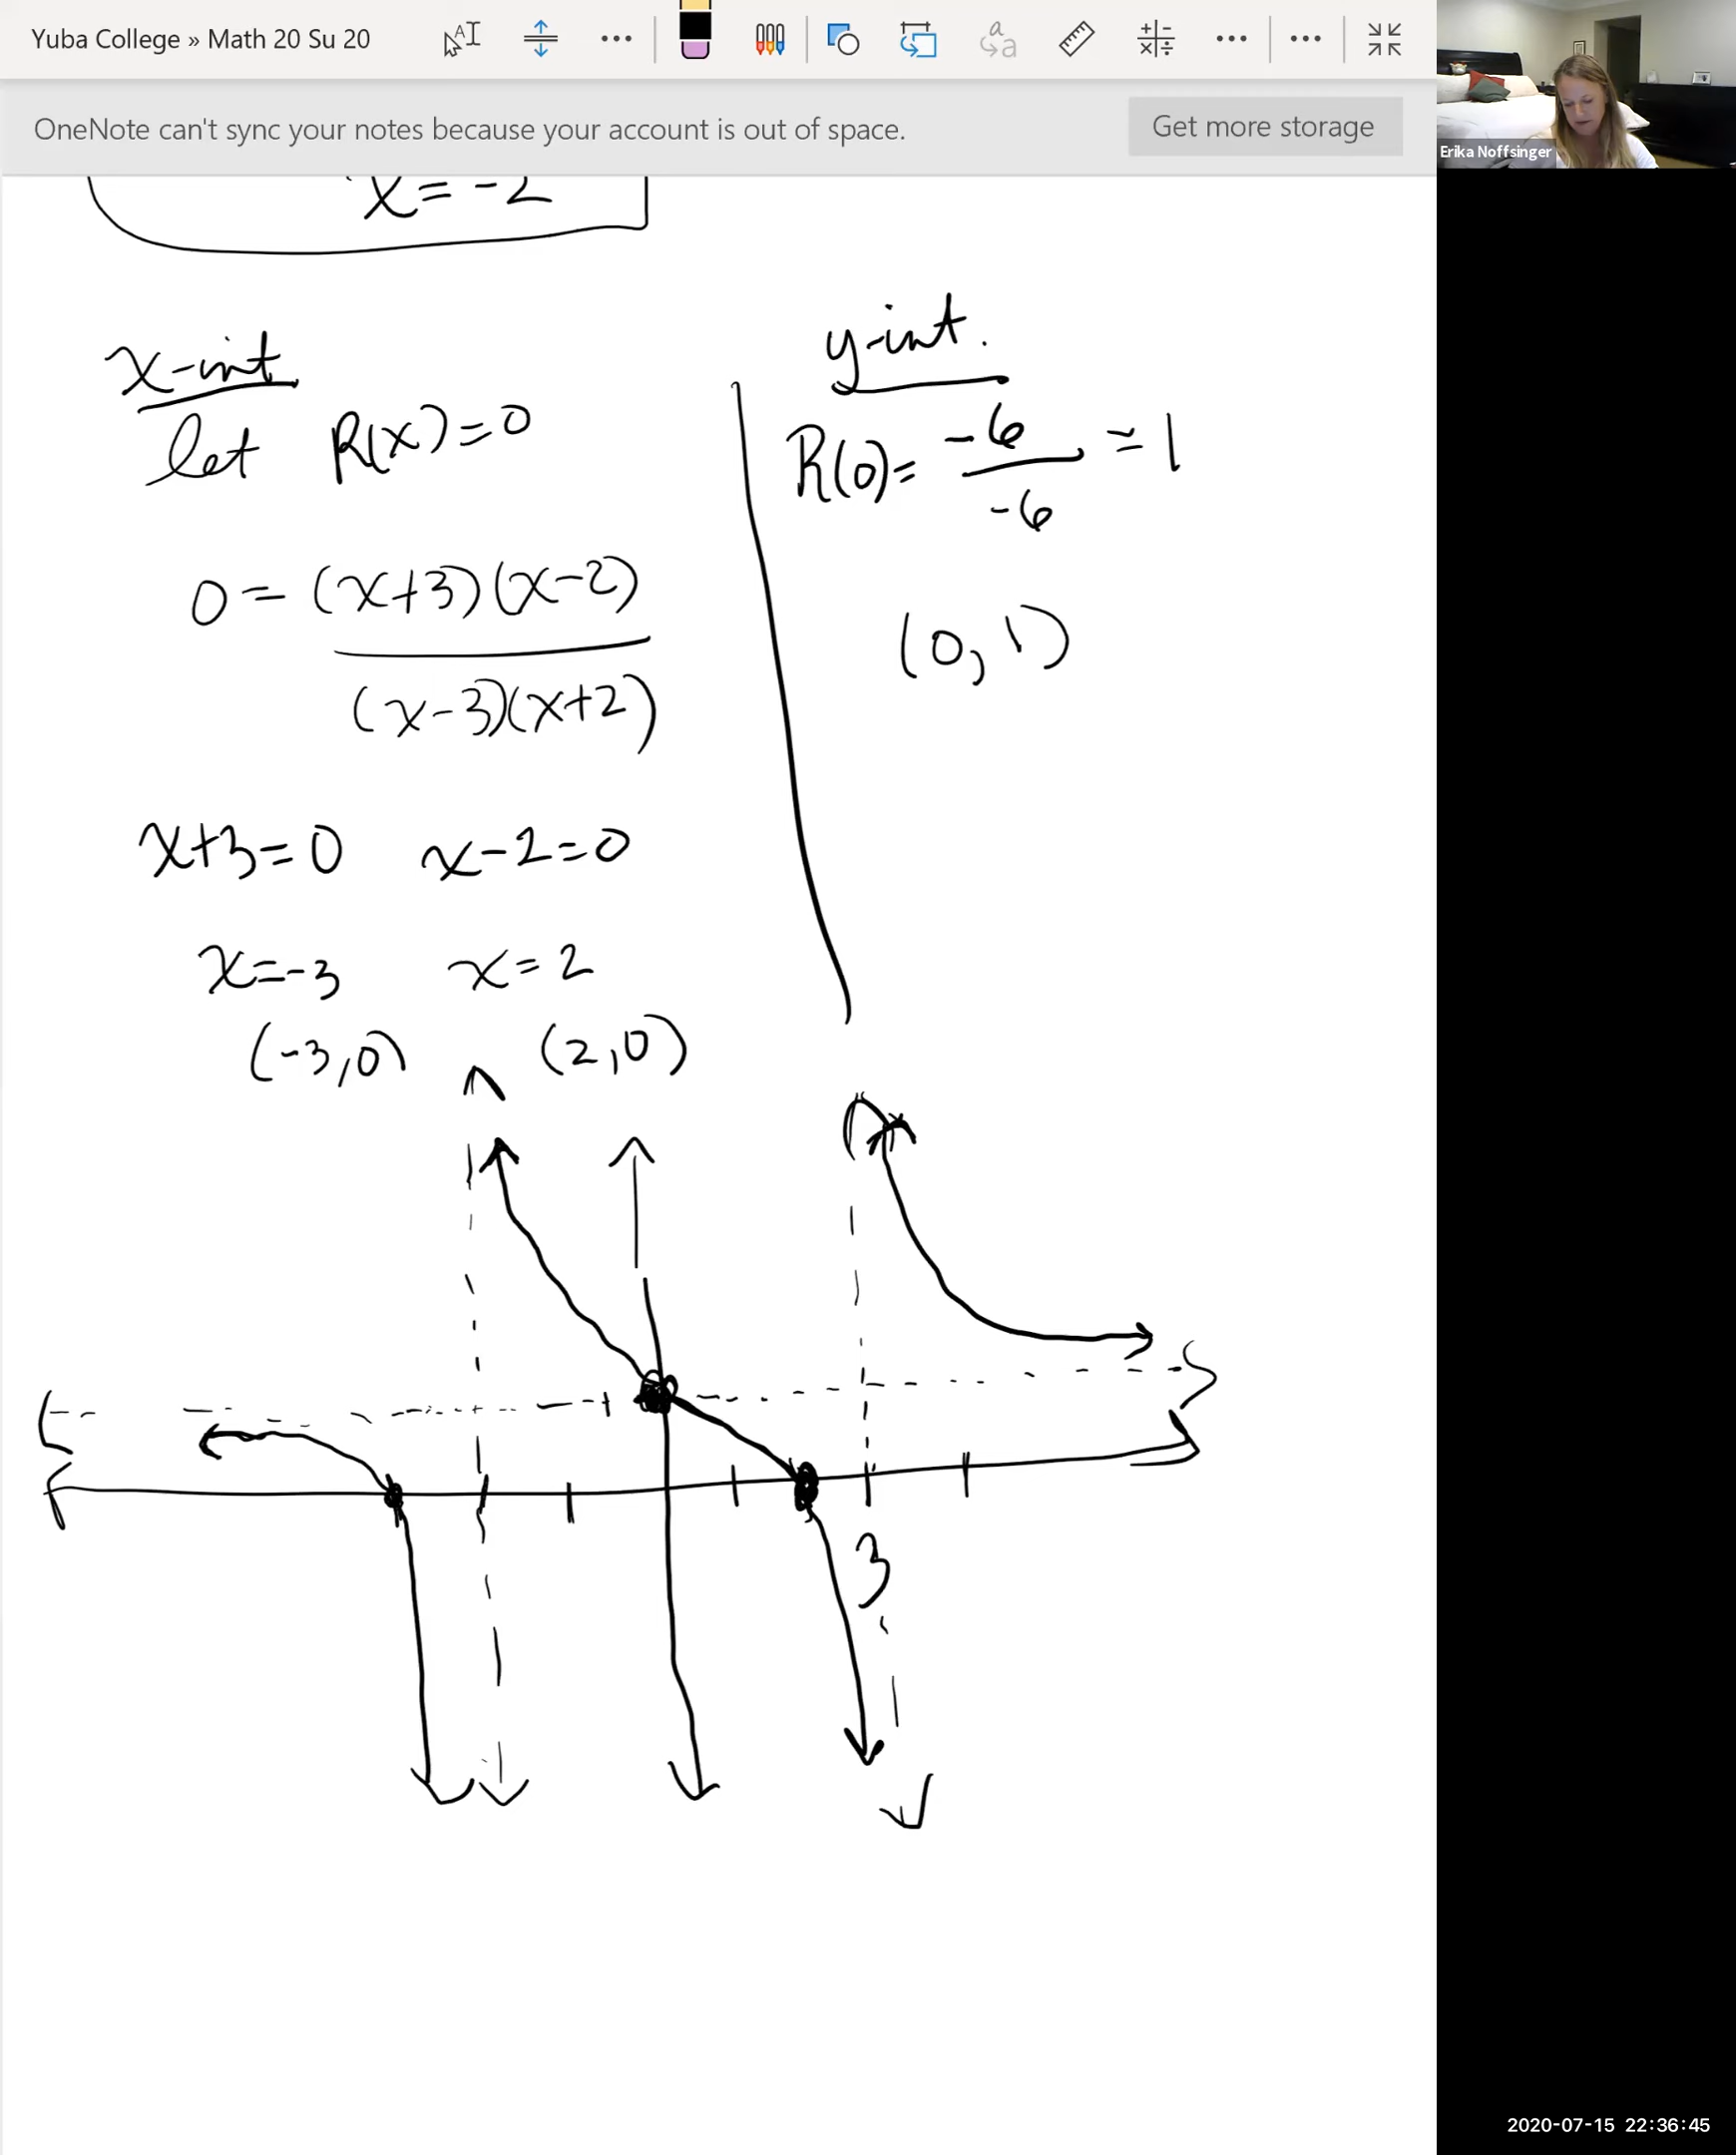 Yuba College » Math 20 Su 20
OneNote can't sync your notes because your account is out of space.
Get more storage
Erika Noffsinger
x = -2
x-int
let R(x)=0
0 = (x+3)(x-2)
(x-3)(x+2)
x+3=0 x-2=0
x=-3 x=2
(-3,0) (2,0)
y-int.
R(0)= -6 = 1
-6
(0,1)
3
2020-07-15 22:36:45